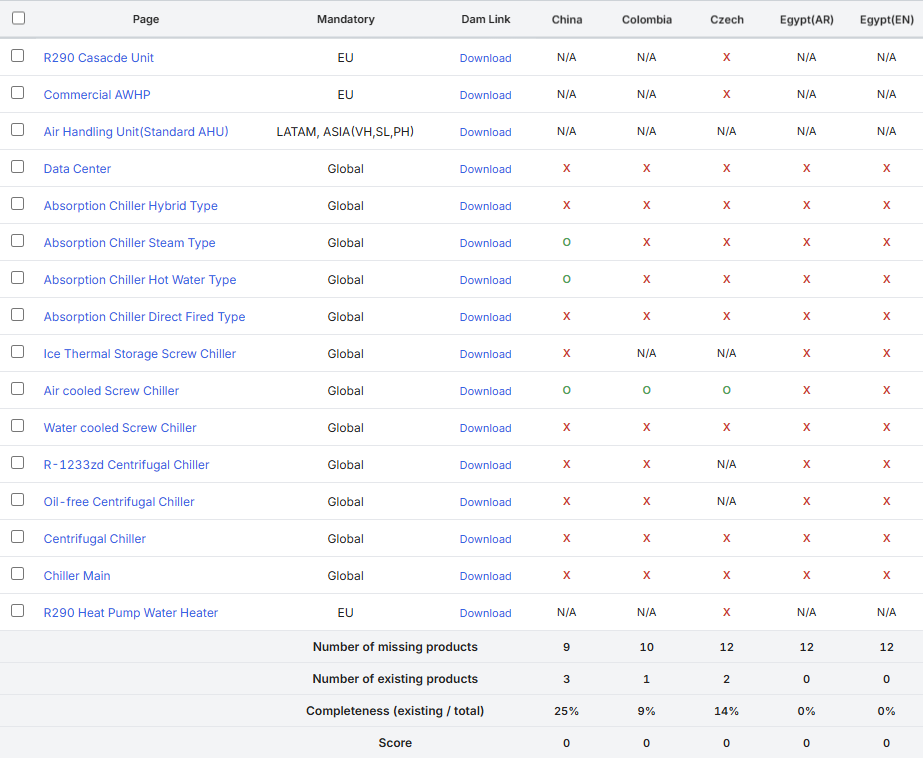 Page Mandatory Dam Link China Colombia Czech Egypt(AR) Egypt(EN)
R290 Casacde Unit EU Download N/A N/A X N/A N/A
Commercial AWHP EU Download N/A N/A X N/A N/A
Air Handling Unit(Standard AHU) LATAM, ASIA(VH,SL,PH) Download N/A N/A N/A N/A N/A
Data Center Global Download X X X X X
Absorption Chiller Hybrid Type Global Download X X X X X
Absorption Chiller Steam Type Global Download O X X X X
Absorption Chiller Hot Water Type Global Download O X X X X
Absorption Chiller Direct Fired Type Global Download X X X X X
Ice Thermal Storage Screw Chiller Global Download X N/A N/A X X
Air cooled Screw Chiller Global Download O O O X X
Water cooled Screw Chiller Global Download X X X X X
R-1233zd Centrifugal Chiller Global Download X X N/A X X
Oil-free Centrifugal Chiller Global Download X X N/A X X
Centrifugal Chiller Global Download X X X X X
Chiller Main Global Download X X X X X
R290 Heat Pump Water Heater EU Download N/A N/A X N/A N/A
Number of missing products 9 10 12 12 12
Number of existing products 3 1 2 0 0
Completeness (existing / total) 25% 9% 14% 0% 0%
Score 0 0 0 0 0